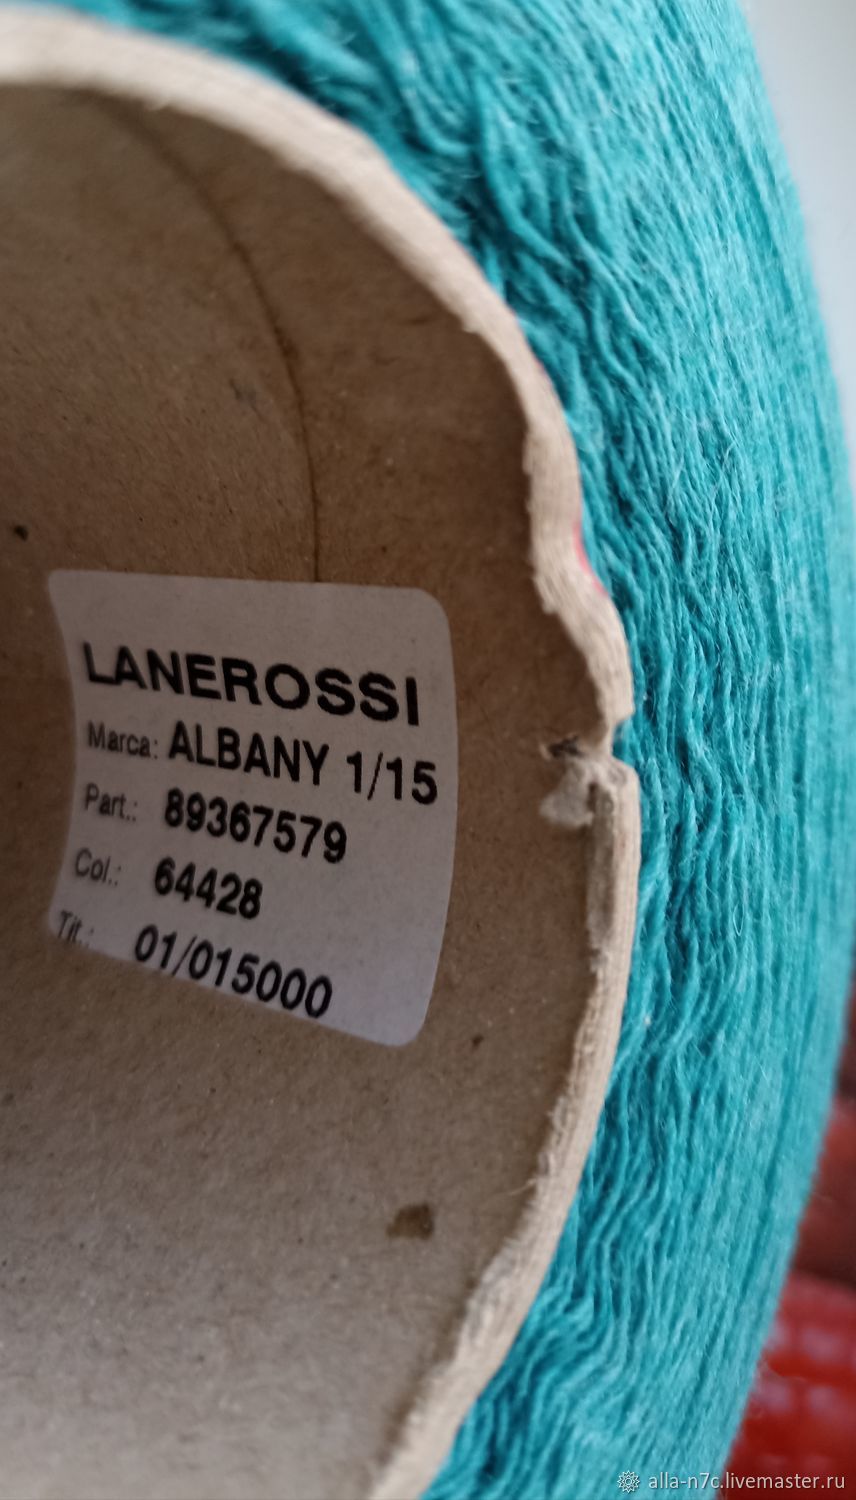 LANEROSSI
Marca: ALBANY 1/15
Part.: 89367579
Col.: 64428
Tit.: 01/015000
alla-n7c.livemaster.ru